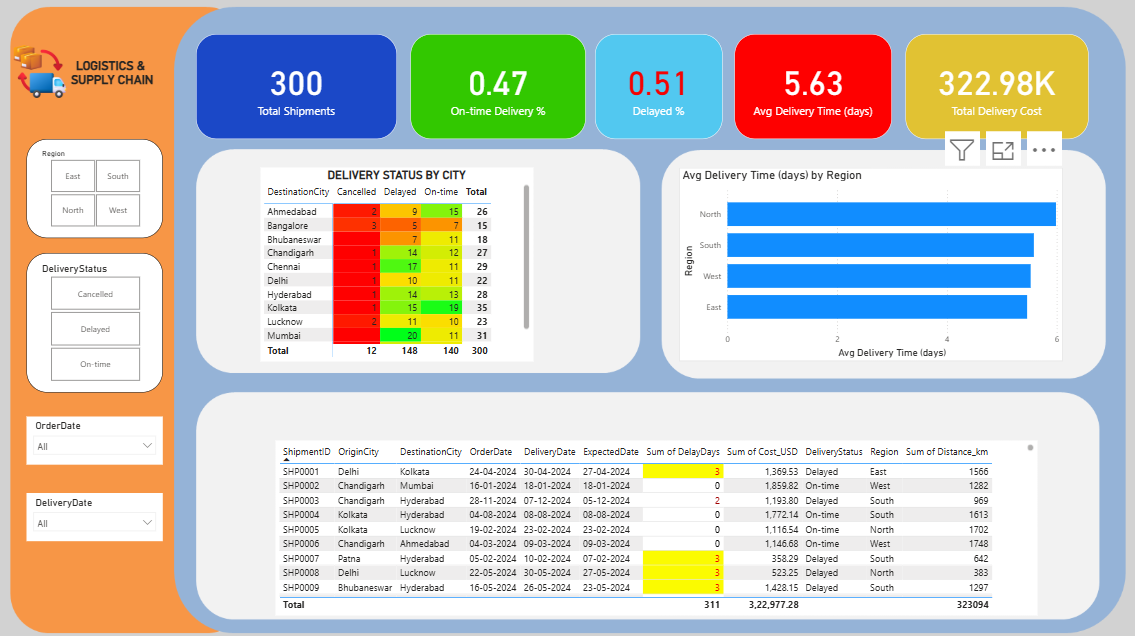 LOGISTICS &
SUPPLY CHAIN
300
Total Shipments
0.47
On-time Delivery %
0.51
Delayed %
5.63
Avg Delivery Time (days)
322.98K
Total Delivery Cost
Region
East South
North West
DeliveryStatus
Cancelled
Delayed
On-time
OrderDate
All
DeliveryDate
All
DELIVERY STATUS BY CITY
DestinationCity Cancelled Delayed On-time Total
Ahmedabad 2 9 15 26
Bangalore 3 5 7 15
Bhubaneswar 7 11 18
Chandigarh 1 14 12 27
Chennai 1 17 11 29
Delhi 1 10 11 22
Hyderabad 1 14 13 28
Kolkata 1 15 19 35
Lucknow 2 11 10 23
Mumbai 20 11 31
Total 12 148 140 300
Avg Delivery Time (days) by Region
Region
North
South
West
East
0 2 4 6
Avg Delivery Time (days)
ShipmentID OriginCity DestinationCity OrderDate DeliveryDate ExpectedDate Sum of DelayDays Sum of Cost_USD DeliveryStatus Region Sum of Distance_km
SHP0001 Delhi Kolkata 24-04-2024 30-04-2024 27-04-2024 3 1,369.53 Delayed East 1566
SHP0002 Chandigarh Mumbai 16-01-2024 18-01-2024 18-01-2024 0 1,859.82 On-time West 1282
SHP0003 Chandigarh Hyderabad 28-11-2024 07-12-2024 05-12-2024 2 1,193.80 Delayed South 969
SHP0004 Kolkata Hyderabad 04-08-2024 08-08-2024 08-08-2024 0 1,772.14 On-time South 1613
SHP0005 Kolkata Lucknow 19-02-2024 23-02-2024 23-02-2024 0 1,116.54 On-time North 1702
SHP0006 Chandigarh Ahmedabad 04-03-2024 09-03-2024 09-03-2024 0 1,146.68 On-time West 1748
SHP0007 Patna Hyderabad 05-02-2024 10-02-2024 07-02-2024 3 358.29 Delayed South 642
SHP0008 Delhi Lucknow 22-05-2024 30-05-2024 27-05-2024 3 523.25 Delayed North 383
SHP0009 Bhubaneswar Hyderabad 16-05-2024 26-05-2024 23-05-2024 3 1,428.15 Delayed South 1297
Total 311 3,22,977.28 323094